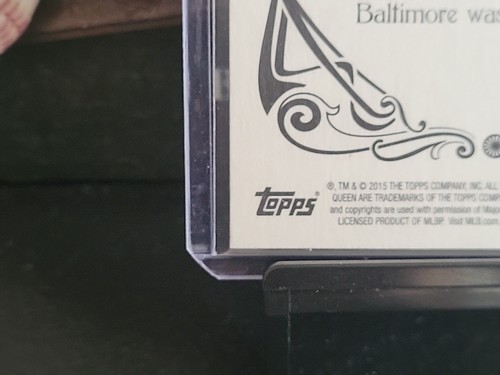 Baltimore was
®, TM & © 2015 THE TOPPS COMPANY, INC. ALL
QUEEN ARE TRADEMARKS OF THE TOPPS COMP
TOPPS®
and copyrights are used with permission of Major
LICENSED PRODUCT OF MLBP. Visit MLB.com